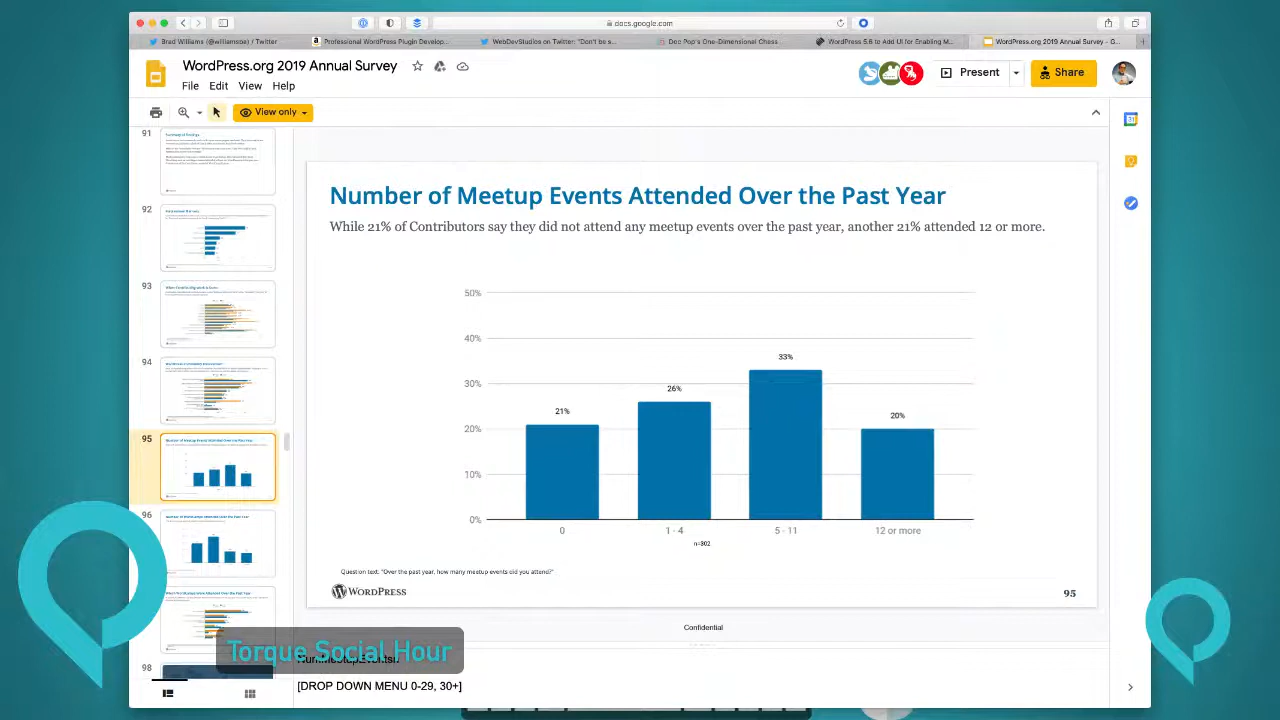 docs.google.com
Brad Williams (@williamsba) / Twitter
Professional WordPress Plugin Develop...
WebDevStudios on Twitter: "Don't be s...
Doc Pop's One-Dimensional Chess
WordPress 5.6 to Add UI for Enabling M...
WordPress.org 2019 Annual Survey - G...
WordPress.org 2019 Annual Survey
File Edit View Help
Present
Share
View only
91
92
93
94
95
96
98
Number of Meetup Events Attended Over the Past Year
While 21% of Contributors say they did not attend any meetup events over the past year, another 21% attended 12 or more.
50%
40%
30%
20%
10%
0%
21%
26%
33%
20%
0
1 - 4
5 - 11
12 or more
n=302
Question text: "Over the past year, how many meetup events did you attend?"
WORDPRESS
95
Confidential
Torque Social Hour
[DROP DOWN MENU 0-29, 30+]